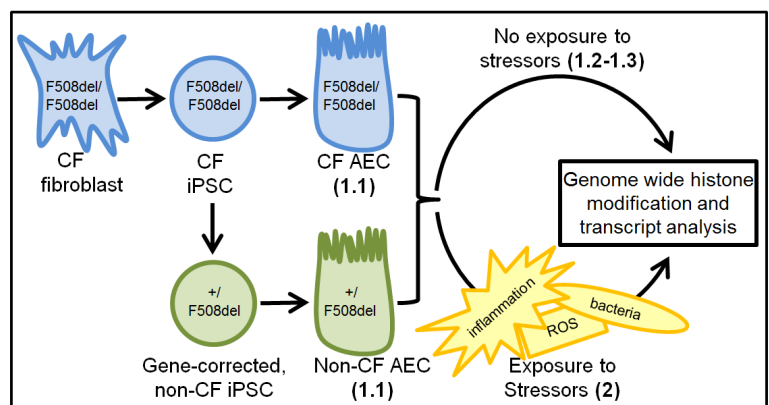 F508del/
F508del
CF
fibroblast
F508del/
F508del
CF
iPSC
F508del/
F508del
CF AEC
(1.1)
+/
F508del
Gene-corrected,
non-CF iPSC
+/
F508del
Non-CF AEC
(1.1)
No exposure to
stressors (1.2-1.3)
Genome wide histone
modification and
transcript analysis
inflammation
ROS
bacteria
Exposure to
Stressors (2)